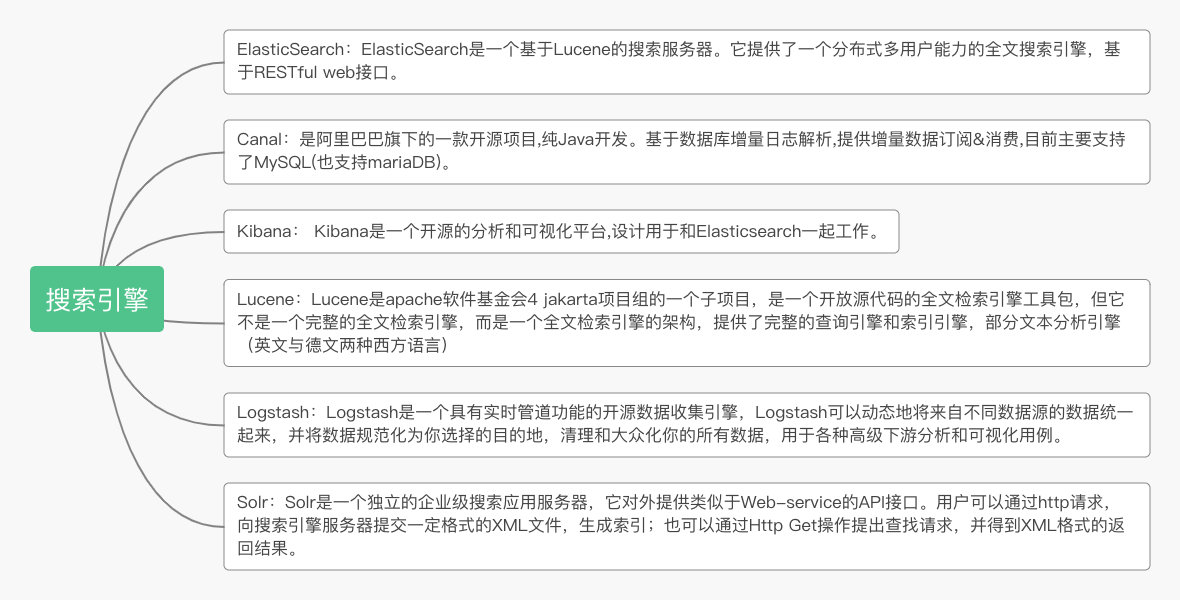 搜索引擎
ElasticSearch：ElasticSearch是一个基于Lucene的搜索服务器。它提供了一个分布式多用户能力的全文搜索引擎，基
于RESTful web接口。
Canal：是阿里巴巴旗下的一款开源项目,纯Java开发。基于数据库增量日志解析,提供增量数据订阅&消费,目前主要支持
了MySQL(也支持mariaDB)。
Kibana： Kibana是一个开源的分析和可视化平台,设计用于和Elasticsearch一起工作。
Lucene：Lucene是apache软件基金会4 jakarta项目组的一个子项目，是一个开放源代码的全文检索引擎工具包，但它
不是一个完整的全文检索引擎，而是一个全文检索引擎的架构，提供了完整的查询引擎和索引引擎，部分文本分析引擎
（英文与德文两种西方语言）
Logstash：Logstash是一个具有实时管道功能的开源数据收集引擎，Logstash可以动态地将来自不同数据源的数据统一
起来，并将数据规范化为你选择的目的地，清理和大众化你的所有数据，用于各种高级下游分析和可视化用例。
Solr：Solr是一个独立的企业级搜索应用服务器，它对外提供类似于Web-service的API接口。用户可以通过http请求，
向搜索引擎服务器提交一定格式的XML文件，生成索引；也可以通过Http Get操作提出查找请求，并得到XML格式的返
回结果。